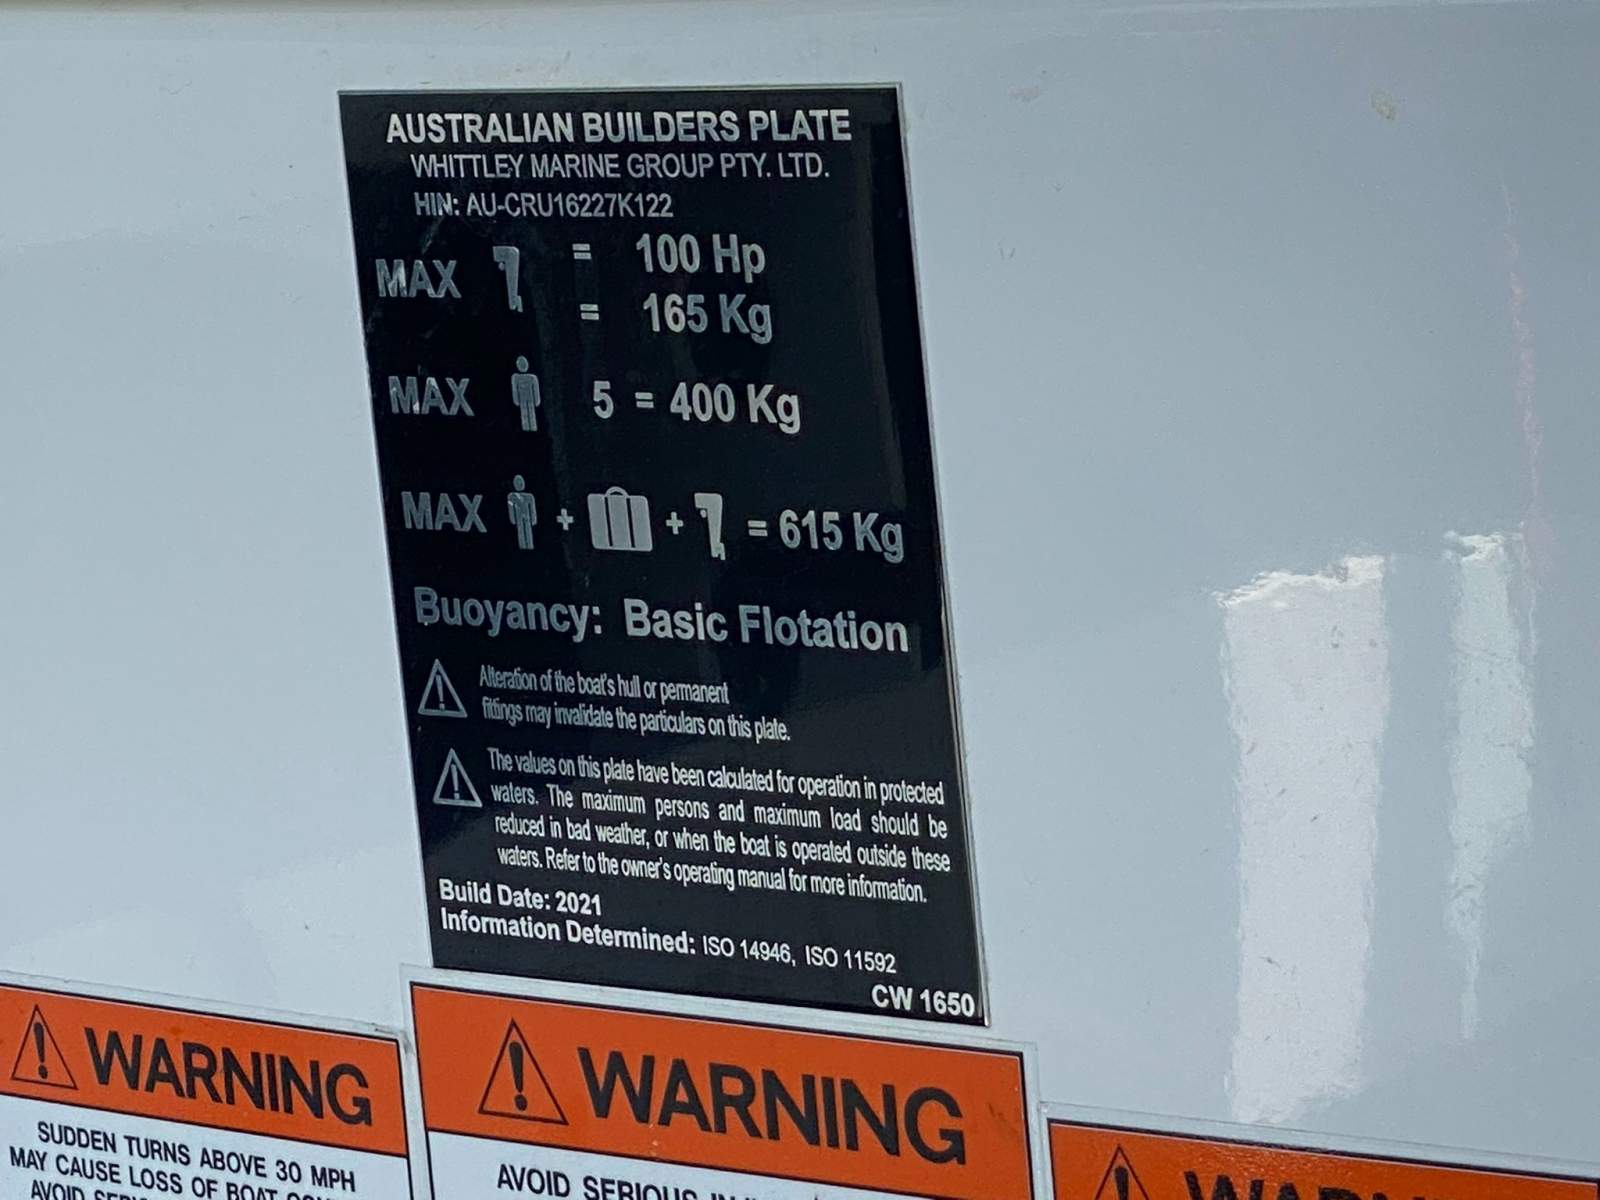 AUSTRALIAN BUILDERS PLATE
WHITTLEY MARINE GROUP PTY. LTD.
HIN: AU-CRU16227K122
MAX = 100 Hp
= 165 Kg
MAX 5 = 400 Kg
MAX + + = 615 Kg
Buoyancy: Basic Flotation
Alteration of the boat's hull or permanent
fittings may invalidate the particulars on this plate.
The values on this plate have been calculated for operation in protected
waters. The maximum persons and maximum load should be
reduced in bad weather, or when the boat is operated outside these
waters. Refer to the owner's operating manual for more information.
Build Date: 2021
Information Determined: ISO 14946, ISO 11592
CW 1650
WARNING
SUDDEN TURNS ABOVE 30 MPH
MAY CAUSE LOSS OF BOAT
AVOID
WARNING
AVOID SERIOUS
WARNING